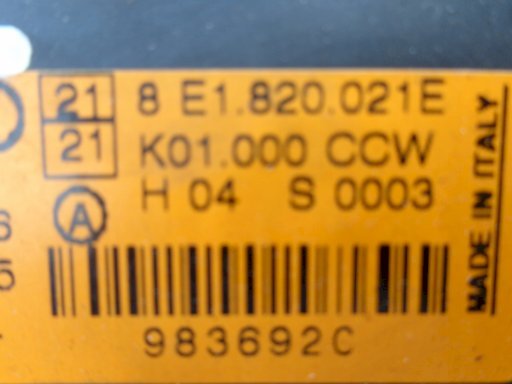 21 8 E1.820.021E
21 K01.000 CCW
H 04 S 0003
A
983692C
MADE IN ITALY